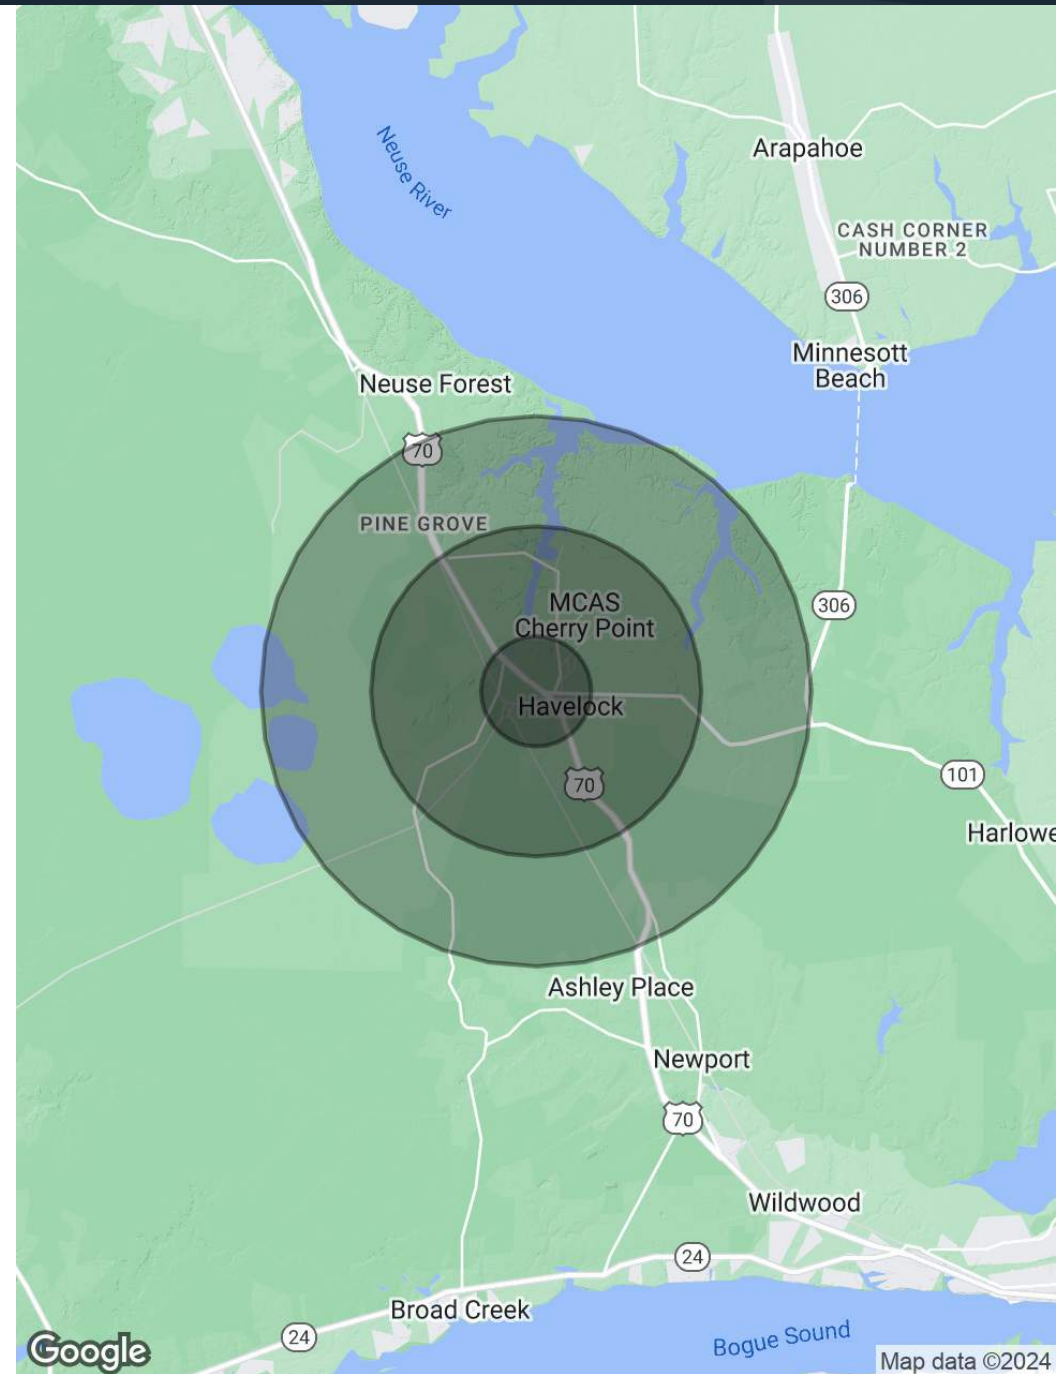 Neuse River
Arapahoe
CASH CORNER
NUMBER 2
306
Minnesott
Beach
Neuse Forest
70
PINE GROVE
MCAS
Cherry Point
306
Havelock
70
101
Harlowe
Ashley Place
Newport
70
Wildwood
24
Broad Creek
24
Bogue Sound
Google
Map data ©2024